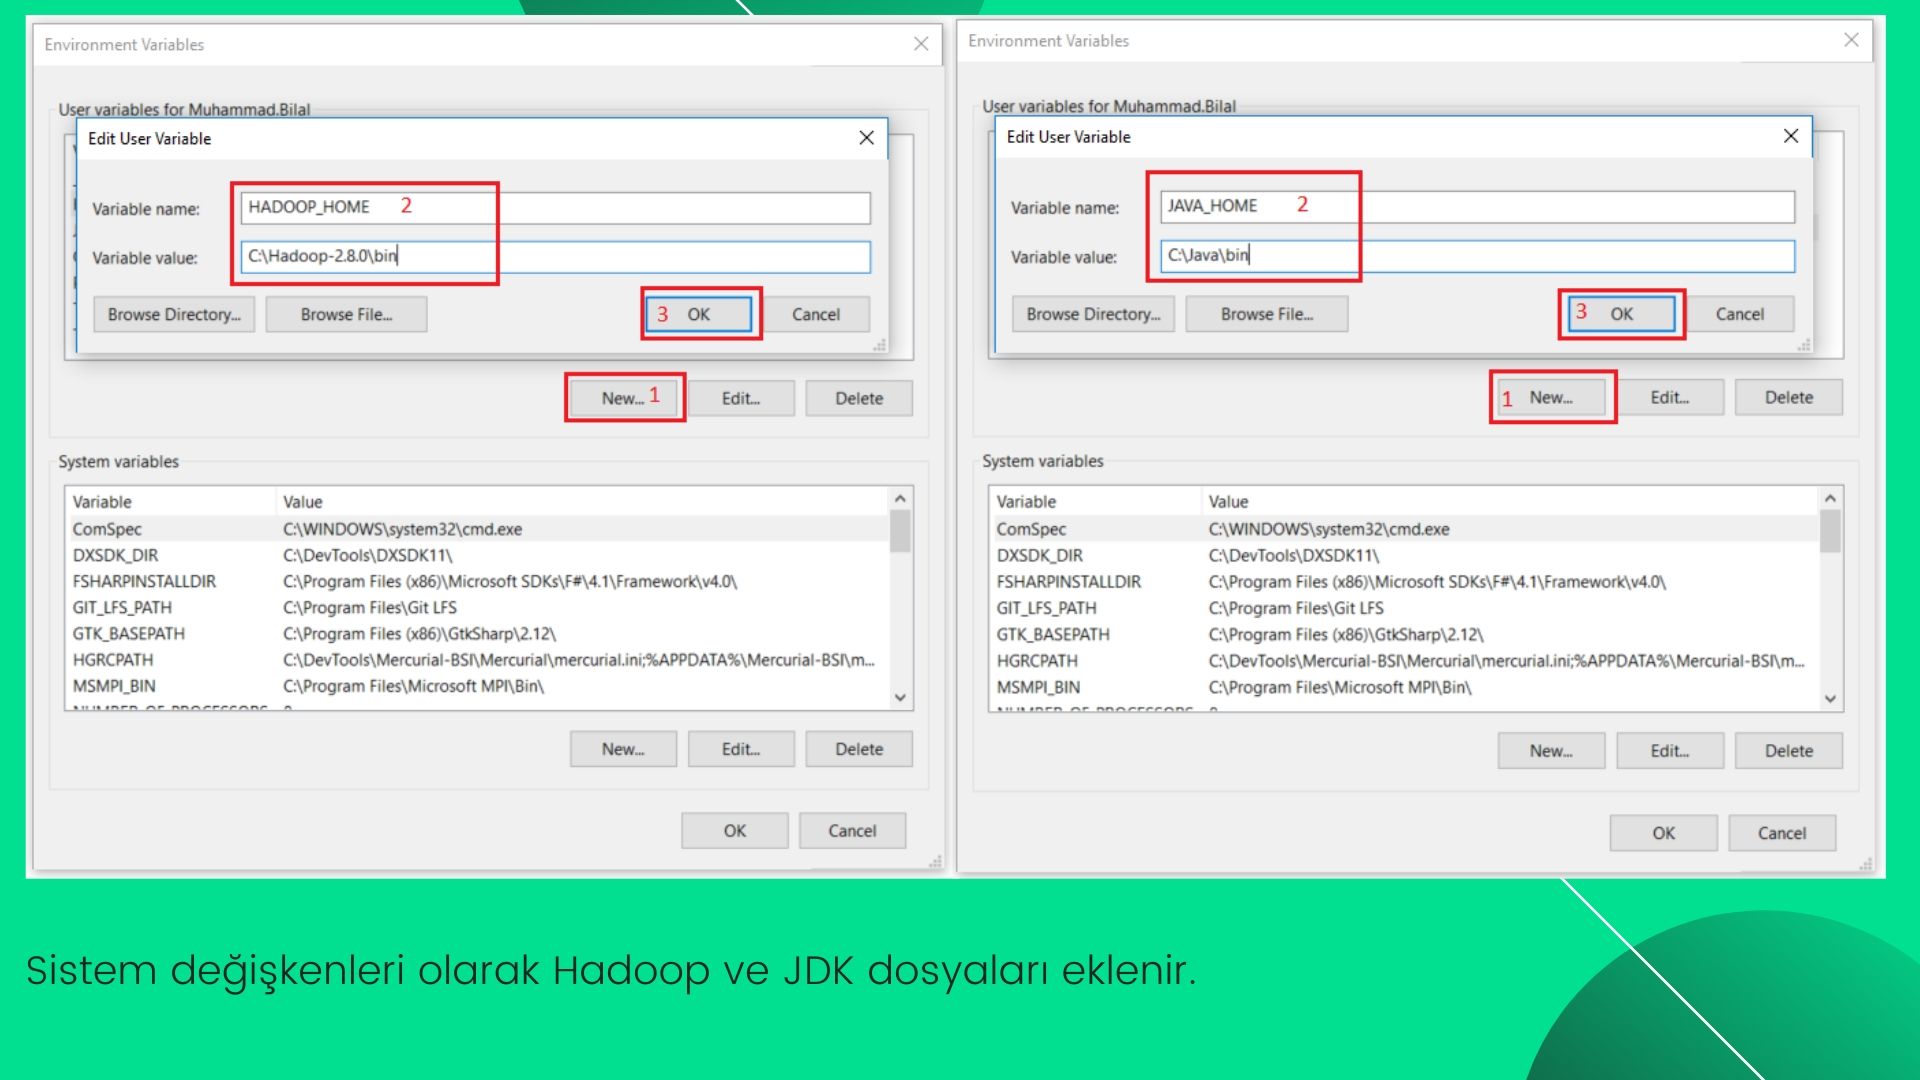 Environment Variables
User variables for Muhammad.Bilal
Edit User Variable
Variable name:
HADOOP_HOME 2
Variable value:
C:\Hadoop-2.8.0\bin
Browse Directory...
Browse File...
3 OK
Cancel
New... 1
Edit...
Delete
System variables
Variable Value
ComSpec C:\WINDOWS\system32\cmd.exe
DXSDK_DIR C:\DevTools\DXSDK11\
FSHARPINSTALLDIR C:\Program Files (x86)\Microsoft SDKs\F#\4.1\Framework\v4.0\
GIT_LFS_PATH C:\Program Files\Git LFS
GTK_BASEPATH C:\Program Files (x86)\GtkSharp\2.12\
HGRCPATH C:\DevTools\Mercurial-BSI\Mercurial\mercurial.ini;%APPDATA%\Mercurial-BSI\m...
MSMPI_BIN C:\Program Files\Microsoft MPI\Bin\
NUMBER_OF_PROCESSORS
New...
Edit...
Delete
OK
Cancel
Environment Variables
User variables for Muhammad.Bilal
Edit User Variable
Variable name:
JAVA_HOME 2
Variable value:
C:\Java\bin
Browse Directory...
Browse File...
3 OK
Cancel
1 New...
Edit...
Delete
System variables
Variable Value
ComSpec C:\WINDOWS\system32\cmd.exe
DXSDK_DIR C:\DevTools\DXSDK11\
FSHARPINSTALLDIR C:\Program Files (x86)\Microsoft SDKs\F#\4.1\Framework\v4.0\
GIT_LFS_PATH C:\Program Files\Git LFS
GTK_BASEPATH C:\Program Files (x86)\GtkSharp\2.12\
HGRCPATH C:\DevTools\Mercurial-BSI\Mercurial\mercurial.ini;%APPDATA%\Mercurial-BSI\m...
MSMPI_BIN C:\Program Files\Microsoft MPI\Bin\
NUMBER_OF_PROCESSORS
New...
Edit...
Delete
OK
Cancel
Sistem değişkenleri olarak Hadoop ve JDK dosyaları eklenir.